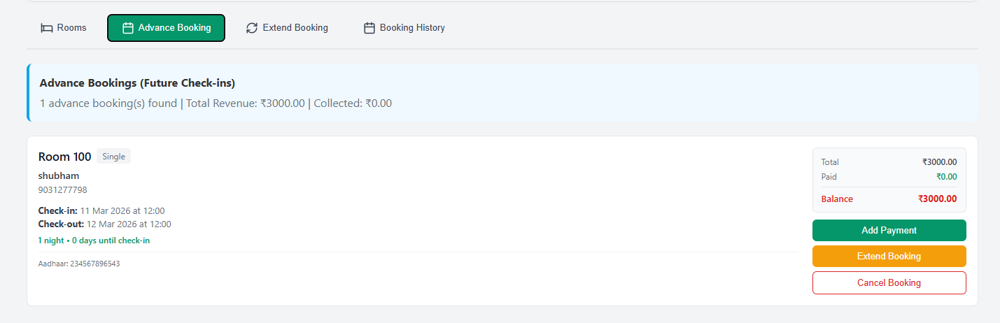 Rooms
Advance Booking
Extend Booking
Booking History
Advance Bookings (Future Check-ins)
1 advance booking(s) found | Total Revenue: ₹3000.00 | Collected: ₹0.00
Room 100 Single
shubham
9031277798
Check-in: 11 Mar 2026 at 12:00
Check-out: 12 Mar 2026 at 12:00
1 night • 0 days until check-in
Aadhaar: 234567896543
Total ₹3000.00
Paid ₹0.00
Balance ₹3000.00
Add Payment
Extend Booking
Cancel Booking